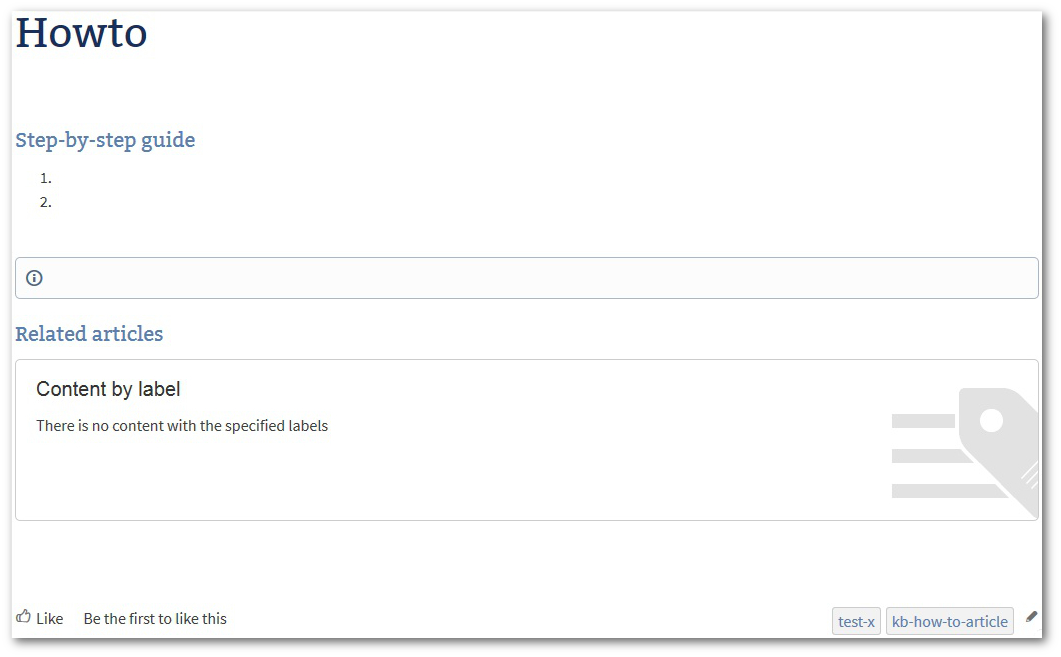 Howto
Step-by-step guide
1.
2.
Related articles
Content by label
There is no content with the specified labels
Like Be the first to like this test-x kb-how-to-article